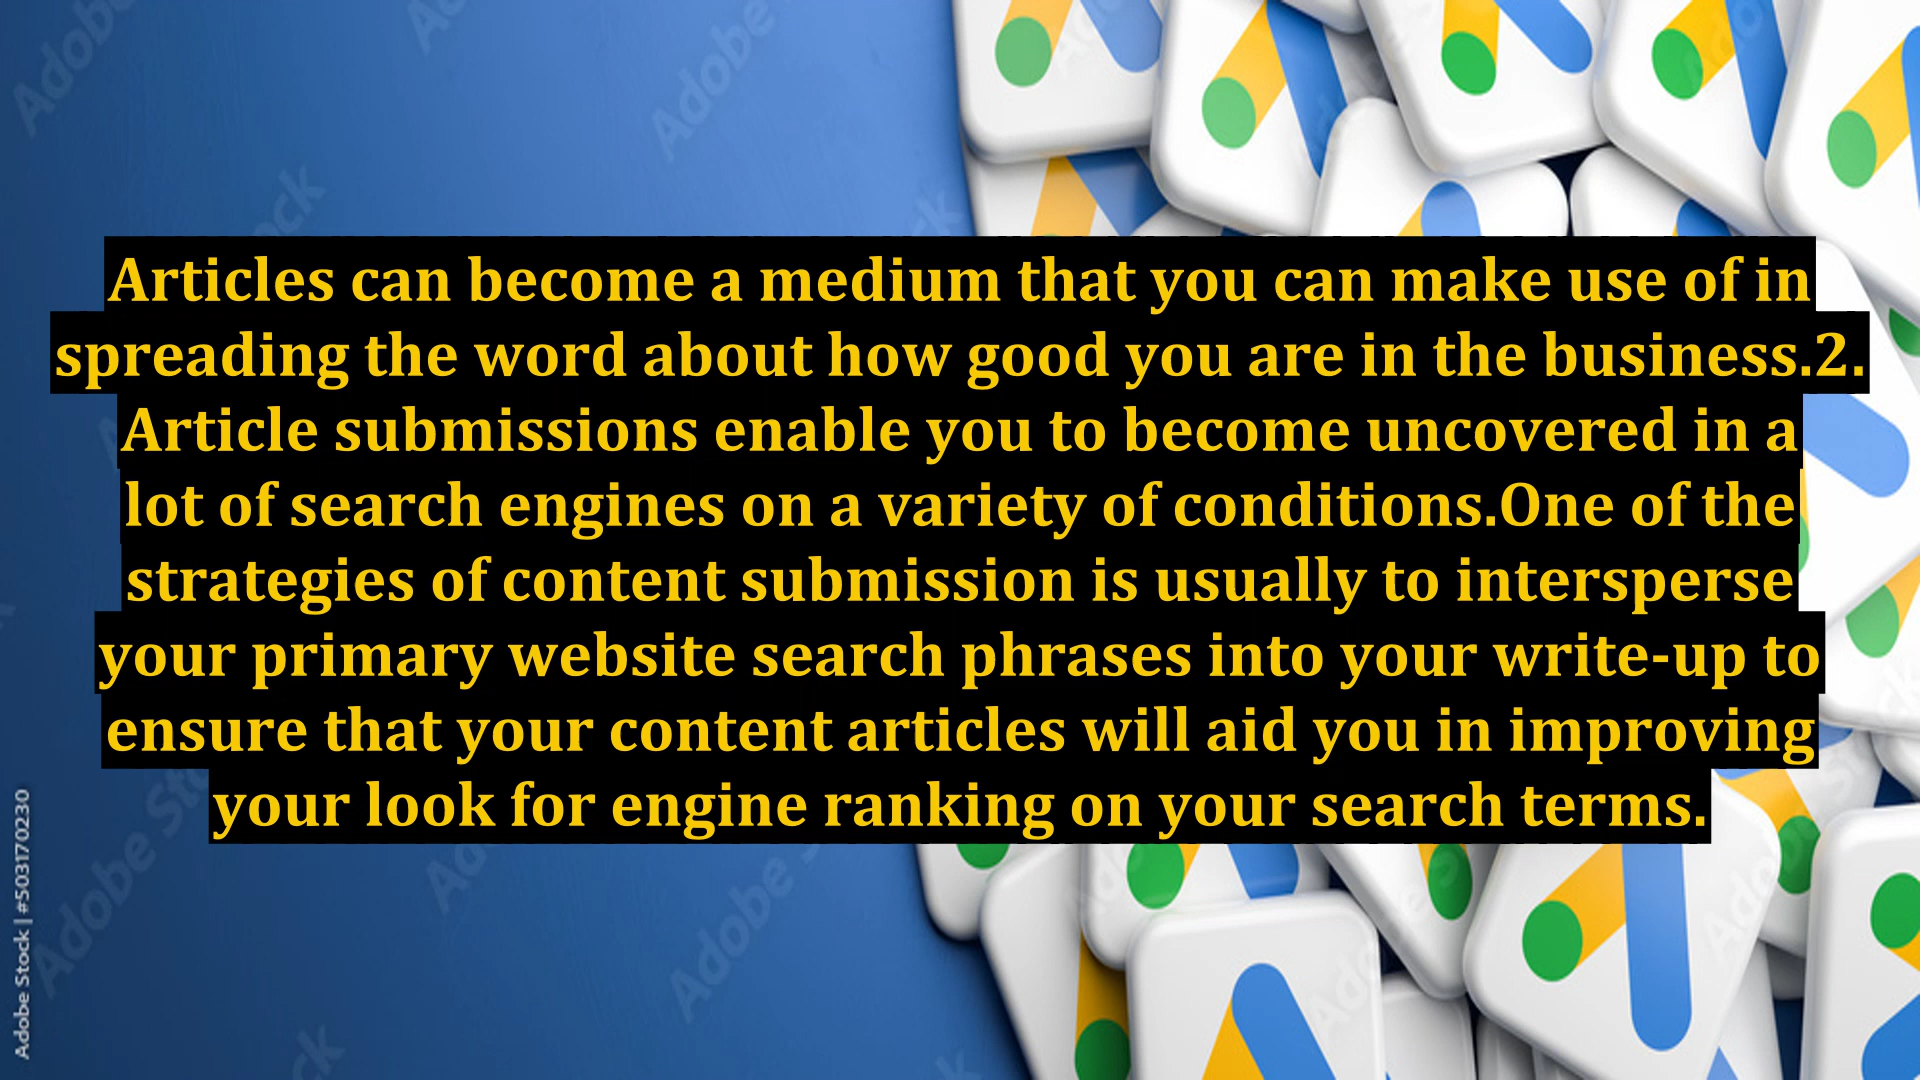 Articles can become a medium that you can make use of in
spreading the word about how good you are in the business.2.
Article submissions enable you to become uncovered in a
lot of search engines on a variety of conditions.One of the
strategies of content submission is usually to intersperse
your primary website search phrases into your write-up to
ensure that your content articles will aid you in improving
your look for engine ranking on your search terms.
Adobe Stock | #503170230
Adobe Stock